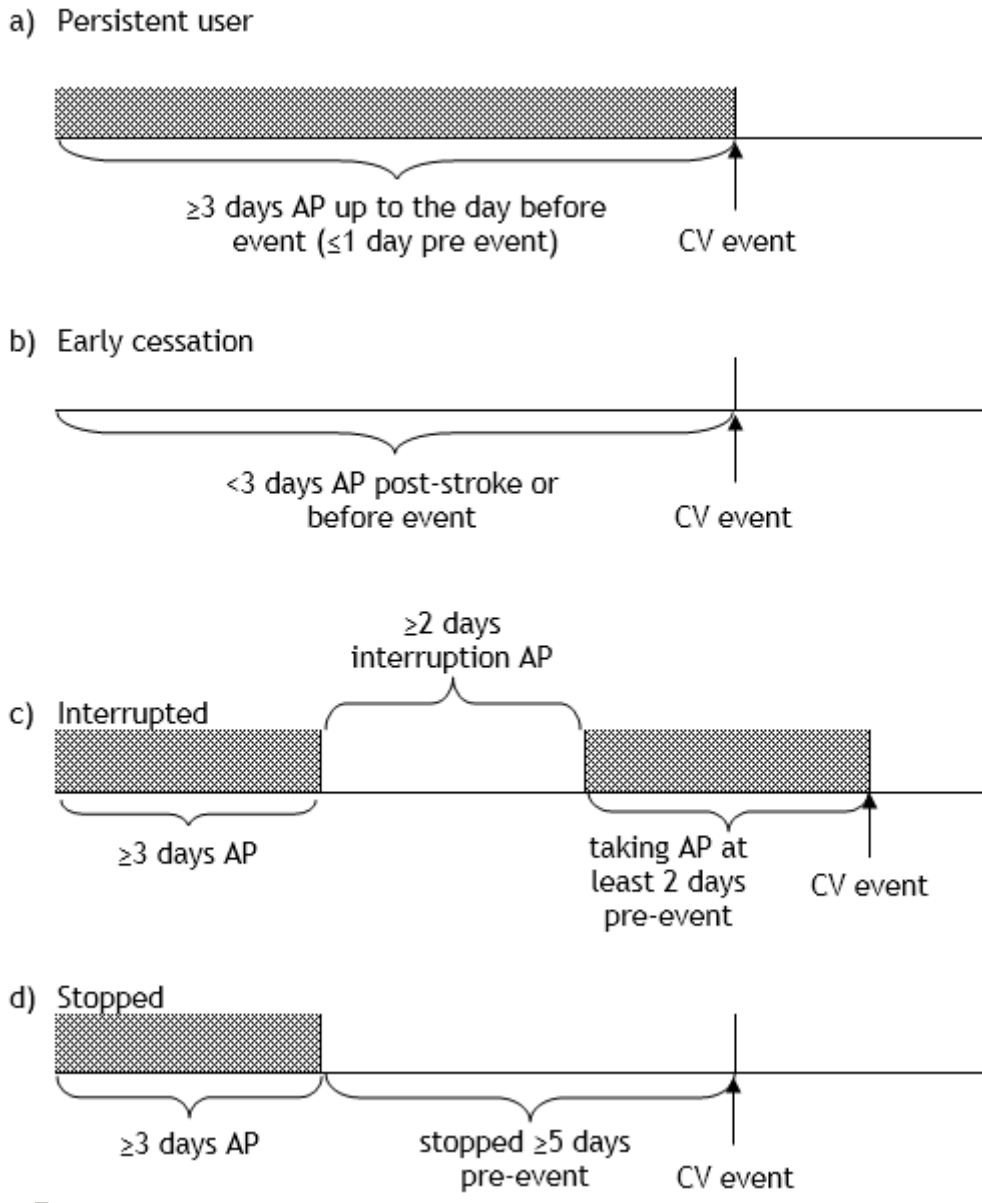 a) Persistent user
≥3 days AP up to the day before
event (≤1 day pre event)
CV event
b) Early cessation
<3 days AP post-stroke or
before event
CV event
≥2 days
interruption AP
c) Interrupted
≥3 days AP
taking AP at
least 2 days
pre-event
CV event
d) Stopped
≥3 days AP
stopped ≥5 days
pre-event
CV event